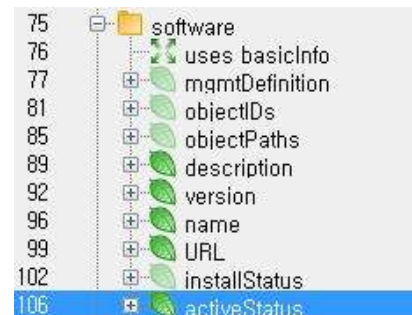 75 software
76 uses basicInfo
77 mgmtDefinition
81 objectIDs
85 objectPaths
89 description
92 version
96 name
99 URL
102 installStatus
106 activeStatus